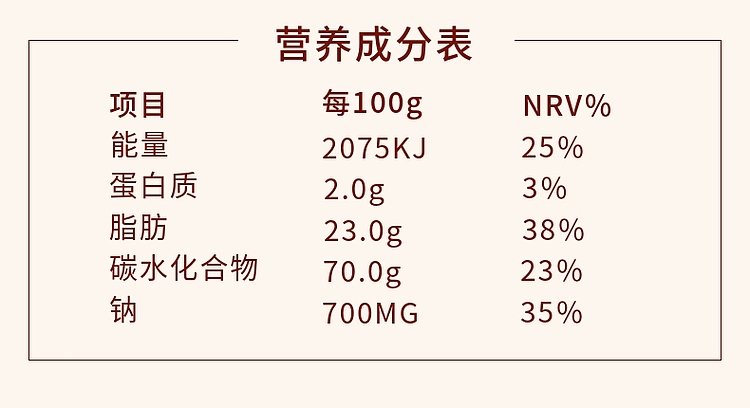 营养成分表
项目 每100g NRV%
能量 2075KJ 25%
蛋白质 2.0g 3%
脂肪 23.0g 38%
碳水化合物 70.0g 23%
钠 700MG 35%